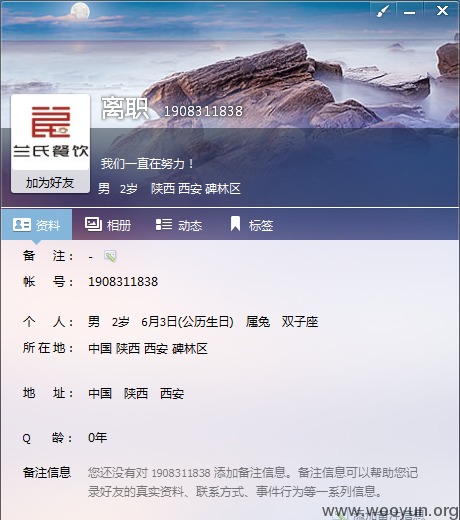 离职 1908311838
兰氏餐饮
我们一直在努力！
加为好友
男 2岁 陕西 西安 碑林区
资料 相册 动态 标签
备 注： -
帐 号： 1908311838
个 人： 男 2岁 6月3日(公历生日) 属兔 双子座
所在地： 中国 陕西 西安 碑林区
地 址： 中国 陕西 西安
Q 龄： 0年
备注信息 您还没有对 1908311838 添加备注信息。备注信息可以帮助您记
录好友的真实资料、联系方式、事件行为等一系列信息。
添加备注信息
www.wooyun.org